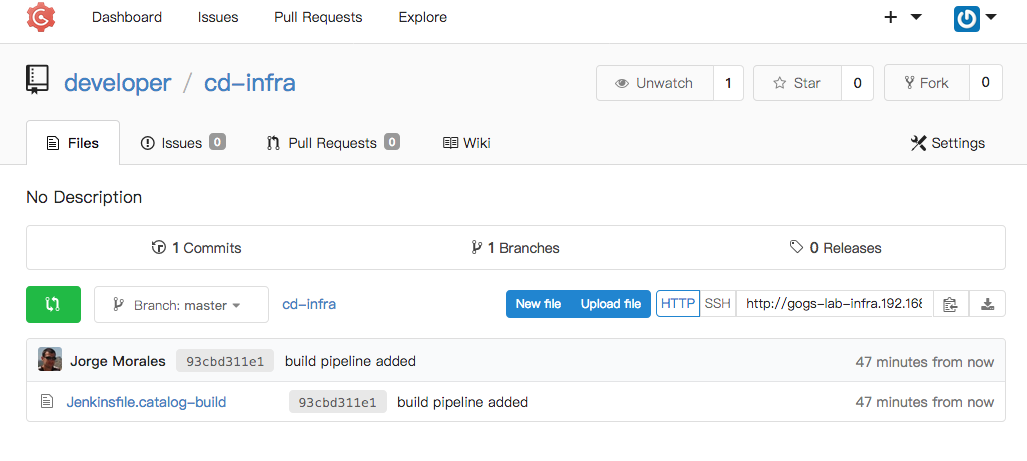 Dashboard Issues Pull Requests Explore
developer / cd-infra Unwatch 1 Star 0 Fork 0
Files Issues 0 Pull Requests 0 Wiki Settings
No Description
1 Commits 1 Branches 0 Releases
Branch: master cd-infra New file Upload file HTTP SSH http://gogs-lab-infra.192.168
Jorge Morales 93cbd311e1 build pipeline added 47 minutes from now
Jenkinsfile.catalog-build 93cbd311e1 build pipeline added 47 minutes from now